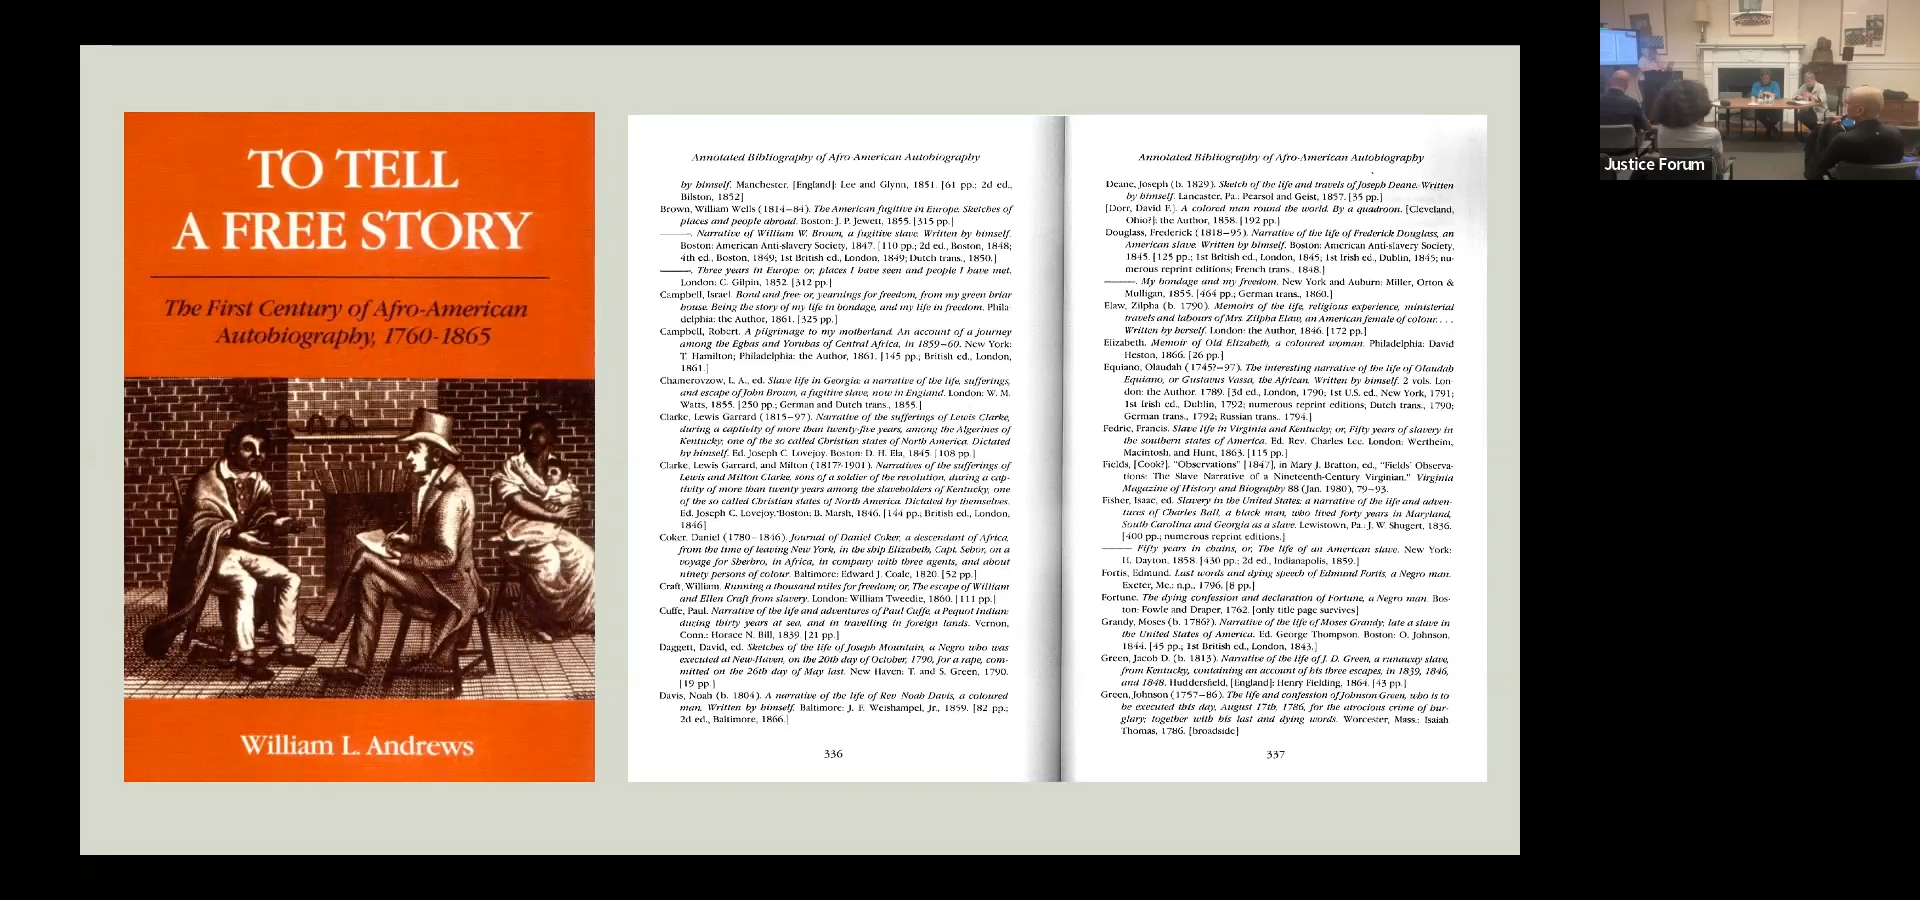 TO TELL
A FREE STORY
The First Century of Afro-American
Autobiography, 1760-1865
William L. Andrews
Annotated Bibliography of Afro-American Autobiography
by himself. Manchester, [England]: Lee and Glynn, 1851. [61 pp.; 2d ed.,
Bilston, 1852]
Brown, William Wells (1814–84). The American fugitive in Europe. Sketches of
places and people abroad. Boston: J. P. Jewett, 1855. [315 pp.]
———. Narrative of William W. Brown, a fugitive slave. Written by himself.
Boston: American Anti-slavery Society, 1847. [110 pp.; 2d ed., Boston, 1848;
4th ed., Boston, 1849; 1st British ed., London, 1849; Dutch trans., 1850.]
———. Three years in Europe: or, places I have seen and people I have met.
London: C. Gilpin, 1852. [312 pp.]
Campbell, Israel. Bond and free: or, yearnings for freedom, from my green briar
house. Being the story of my life in bondage, and my life in freedom. Phila-
delphia: the Author, 1861. [325 pp.]
Campbell, Robert. A pilgrimage to my motherland. An account of a journey
among the Egbas and Yorubas of Central Africa, in 1859–60. New York:
T. Hamilton; Philadelphia: the Author, 1861. [145 pp.; British ed., London,
1861.]
Chamerovzow, L. A., ed. Slave life in Georgia: a narrative of the life, sufferings,
and escape of John Brown, a fugitive slave, now in England. London: W. M.
Watts, 1855. [250 pp.; German and Dutch trans., 1855.]
Clarke, Lewis Garrard (1815–97). Narrative of the sufferings of Lewis Clarke,
during a captivity of more than twenty-five years, among the Algerines of
Kentucky; one of the so called Christian states of North America. Dictated
by himself. Ed. Joseph C. Lovejoy. Boston: D. H. Ela, 1845. [108 pp.]
Clarke, Lewis Garrard, and Milton (1817?-1901). Narratives of the sufferings of
Lewis and Milton Clarke, sons of a soldier of the revolution, during a cap-
tivity of more than twenty years among the slaveholders of Kentucky, one
of the so called Christian states of North America. Dictated by themselves.
Ed. Joseph C. Lovejoy. Boston: B. Marsh, 1846. [144 pp.; British ed., London,
1846]
Coker, Daniel (1780–1846). Journal of Daniel Coker, a descendant of Africa,
from the time of leaving New York, in the ship Elizabeth, Capt. Sebor, on a
voyage for Sherbro, in Africa, in company with three agents, and about
ninety persons of colour. Baltimore: Edward J. Coale, 1820. [52 pp.]
Craft, William. Running a thousand miles for freedom; or, The escape of William
and Ellen Craft from slavery. London: William Tweedie, 1860. [111 pp.]
Cuffe, Paul. Narrative of the life and adventures of Paul Cuffe, a Pequot Indian:
during thirty years at sea, and in travelling in foreign lands. Vernon,
Conn.: Horace N. Bill, 1839. [21 pp.]
Daggett, David, ed. Sketches of the life of Joseph Mountain, a Negro who was
executed at New-Haven, on the 20th day of October, 1790, for a rape, com-
mitted on the 26th day of May last. New Haven: T. and S. Green, 1790.
[19 pp.]
Davis, Noah (b. 1804). A narrative of the life of Rev. Noah Davis, a coloured
man. Written by himself. Baltimore: J. F. Weishampel, Jr., 1859. [82 pp.;
2d ed., Baltimore, 1866.]
336
Annotated Bibliography of Afro-American Autobiography
Deane, Joseph (b. 1829). Sketch of the life and travels of Joseph Deane. Written
by himself. Lancaster, Pa.: Pearsol and Geist, 1857. [35 pp.]
[Dorr, David F.]. A colored man round the world. By a quadroon. [Cleveland,
Ohio?]: the Author, 1858. [192 pp.]
Douglass, Frederick (1818–95). Narrative of the life of Frederick Douglass, an
American slave. Written by himself. Boston: American Anti-slavery Society,
1845. [125 pp.; 1st British ed., London, 1845; 1st Irish ed., Dublin, 1845; nu-
merous reprint editions; French trans., 1848.]
———. My bondage and my freedom. New York and Auburn: Miller, Orton &
Mulligan, 1855. [464 pp.; German trans., 1860.]
Elaw, Zilpha (b. 1790). Memoirs of the life, religious experience, ministerial
travels and labours of Mrs. Zilpha Elaw, an American female of colour. . . .
Written by herself. London: the Author, 1846. [172 pp.]
Elizabeth. Memoir of Old Elizabeth, a coloured woman. Philadelphia: David
Heston, 1866. [26 pp.]
Equiano, Olaudah (1745?–97). The interesting narrative of the life of Olaudah
Equiano, or Gustavus Vassa, the African. Written by himself. 2 vols. Lon-
don: the Author, 1789. [3d ed., London, 1790; 1st U.S. ed., New York, 1791;
1st Irish ed., Dublin, 1792; numerous reprint editions; Dutch trans., 1790;
German trans., 1792; Russian trans., 1794.]
Fedric, Francis. Slave life in Virginia and Kentucky; or, Fifty years of slavery in
the southern states of America. Ed. Rev. Charles Lee. London: Wertheim,
Macintosh, and Hunt, 1863. [115 pp.]
Fields, [Cook?]. "Observations" [1847], in Mary J. Bratton, ed., "Fields' Observa-
tions: The Slave Narrative of a Nineteenth-Century Virginian." Virginia
Magazine of History and Biography 88 (Jan. 1980), 79–93.
Fisher, Isaac, ed. Slavery in the United States: a narrative of the life and adven-
tures of Charles Ball, a black man, who lived forty years in Maryland,
South Carolina and Georgia as a slave. Lewistown, Pa.: J. W. Shugert, 1836.
[400 pp.; numerous reprint editions.]
——— Fifty years in chains, or, The life of an American slave. New York:
H. Dayton, 1858. [430 pp.; 2d ed., Indianapolis, 1859.]
Fortis, Edmund. Last words and dying speech of Edmund Fortis, a Negro man.
Exeter, Me.: n.p., 1796. [8 pp.]
Fortune. The dying confession and declaration of Fortune, a Negro man. Bos-
ton: Fowle and Draper, 1762. [only title page survives]
Grandy, Moses (b. 1786?). Narrative of the life of Moses Grandy; late a slave in
the United States of America. Ed. George Thompson. Boston: O. Johnson,
1844. [45 pp.; 1st British ed., London, 1843.]
Green, Jacob D. (b. 1813). Narrative of the life of J. D. Green, a runaway slave,
from Kentucky, containing an account of his three escapes, in 1839, 1846,
and 1848. Huddersfield, [England]: Henry Fielding, 1864. [43 pp.]
Green, Johnson (1757–86). The life and confession of Johnson Green, who is to
be executed this day, August 17th, 1786, for the atrocious crime of bur-
glary; together with his last and dying words. Worcester, Mass.: Isaiah
Thomas, 1786. [broadside]
337
Justice Forum